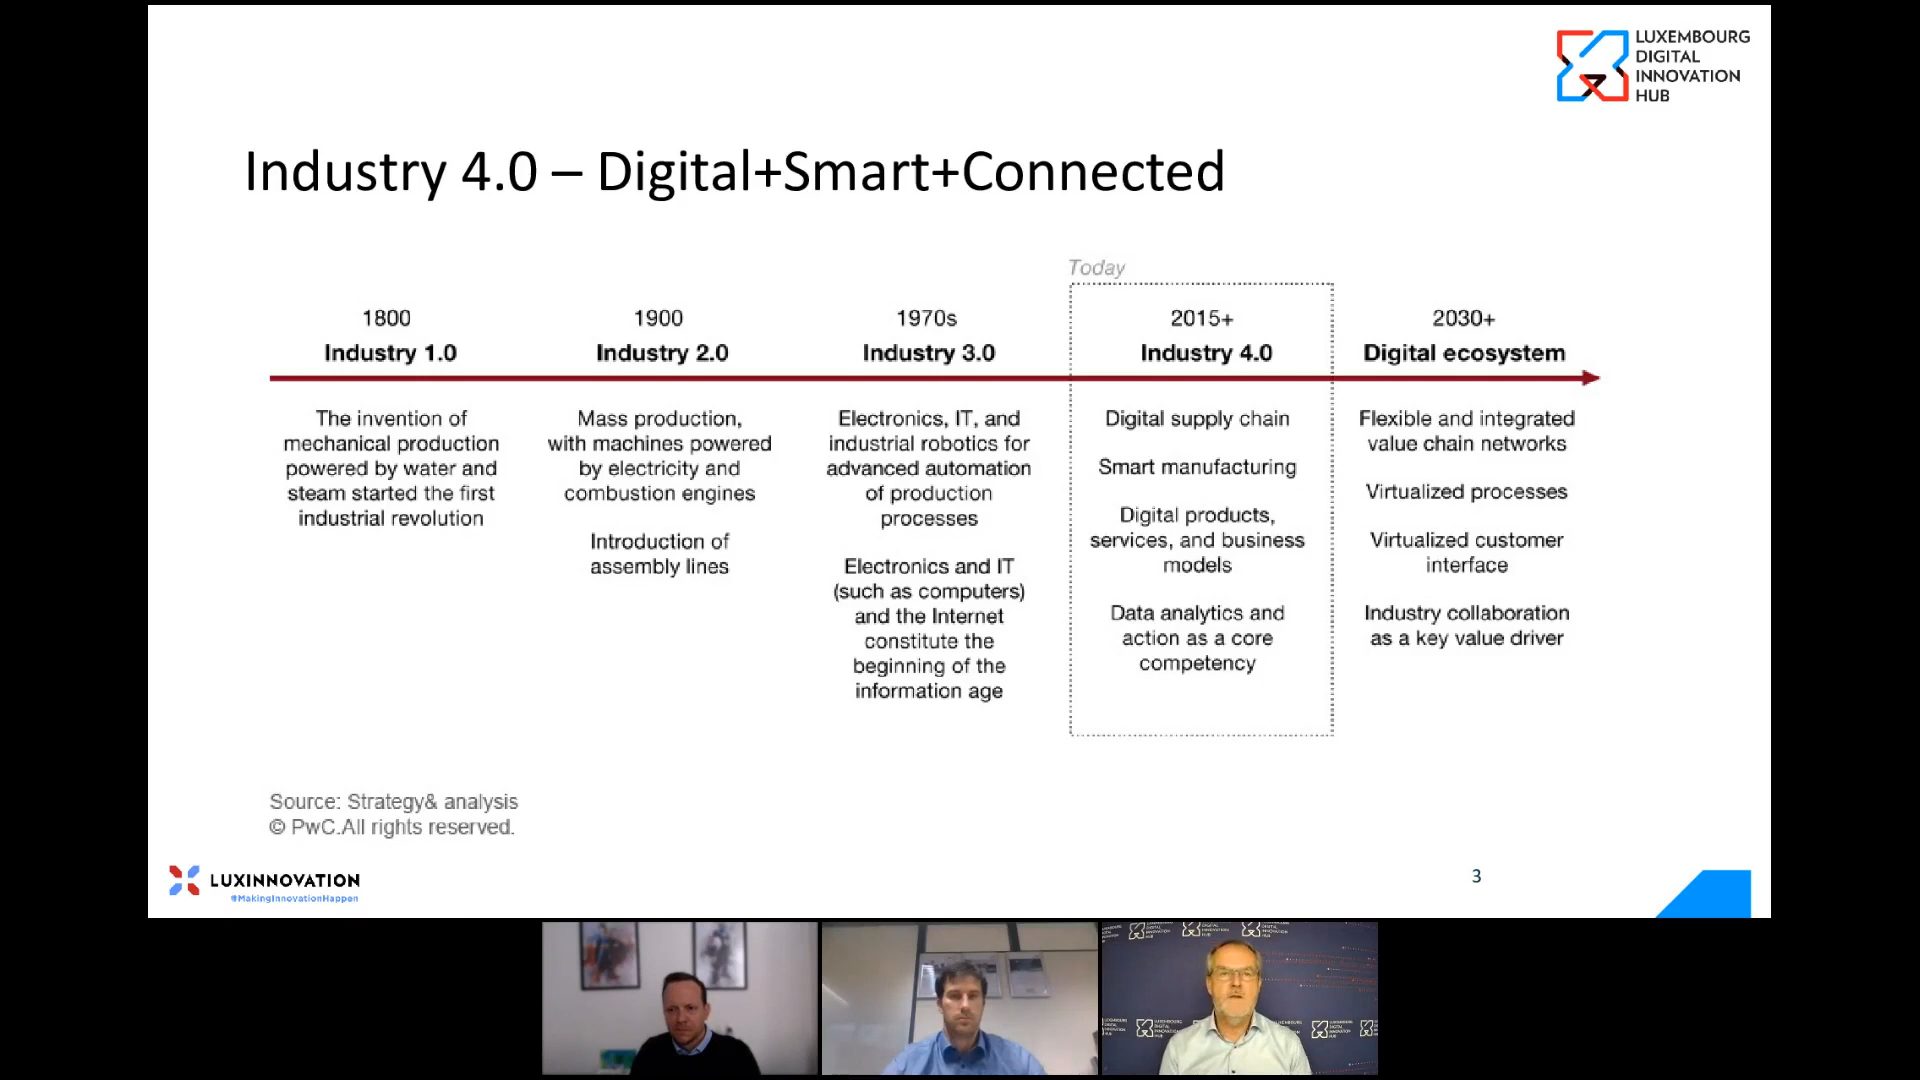 LUXEMBOURG
DIGITAL
INNOVATION
HUB
Industry 4.0 – Digital+Smart+Connected
Today
1800
Industry 1.0
The invention of
mechanical production
powered by water and
steam started the first
industrial revolution
1900
Industry 2.0
Mass production,
with machines powered
by electricity and
combustion engines
Introduction of
assembly lines
1970s
Industry 3.0
Electronics, IT, and
industrial robotics for
advanced automation
of production
processes
Electronics and IT
(such as computers)
and the Internet
constitute the
beginning of the
information age
2015+
Industry 4.0
Digital supply chain
Smart manufacturing
Digital products,
services, and business
models
Data analytics and
action as a core
competency
2030+
Digital ecosystem
Flexible and integrated
value chain networks
Virtualized processes
Virtualized customer
interface
Industry collaboration
as a key value driver
Source: Strategy& analysis
© PwC.All rights reserved.
LUXINNOVATION
#MakingInnovationHappen
3
LUXEMBOURG
DIGITAL
INNOVATION
HUB